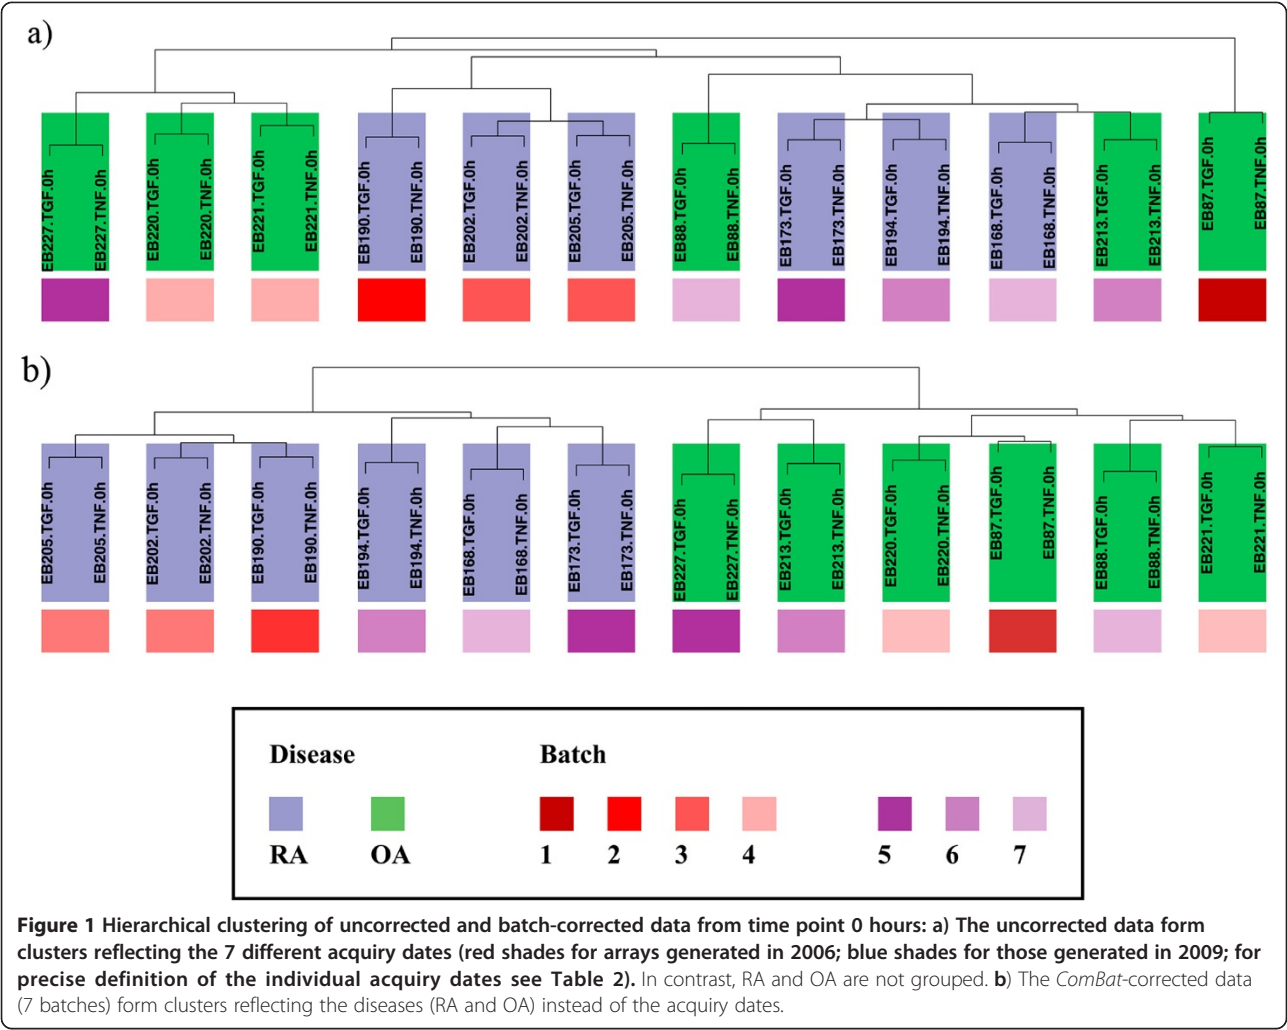 a)
EB227.TGF.0h
EB227.TNF.0h
EB220.TGF.0h
EB220.TNF.0h
EB221.TGF.0h
EB221.TNF.0h
EB190.TGF.0h
EB190.TNF.0h
EB202.TGF.0h
EB202.TNF.0h
EB205.TGF.0h
EB205.TNF.0h
EB88.TGF.0h
EB88.TNF.0h
EB173.TGF.0h
EB173.TNF.0h
EB194.TGF.0h
EB194.TNF.0h
EB168.TGF.0h
EB168.TNF.0h
EB213.TGF.0h
EB213.TNF.0h
EB87.TGF.0h
EB87.TNF.0h
b)
EB205.TGF.0h
EB205.TNF.0h
EB202.TGF.0h
EB202.TNF.0h
EB190.TGF.0h
EB190.TNF.0h
EB194.TGF.0h
EB194.TNF.0h
EB168.TGF.0h
EB168.TNF.0h
EB173.TGF.0h
EB173.TNF.0h
EB227.TGF.0h
EB227.TNF.0h
EB213.TGF.0h
EB213.TNF.0h
EB220.TGF.0h
EB220.TNF.0h
EB87.TGF.0h
EB87.TNF.0h
EB88.TGF.0h
EB88.TNF.0h
EB221.TGF.0h
EB221.TNF.0h
Disease Batch
RA OA 1 2 3 4 5 6 7
Figure 1 Hierarchical clustering of uncorrected and batch-corrected data from time point 0 hours: a) The uncorrected data form
clusters reflecting the 7 different acquiry dates (red shades for arrays generated in 2006; blue shades for those generated in 2009; for
precise definition of the individual acquiry dates see Table 2). In contrast, RA and OA are not grouped. b) The ComBat-corrected data
(7 batches) form clusters reflecting the diseases (RA and OA) instead of the acquiry dates.